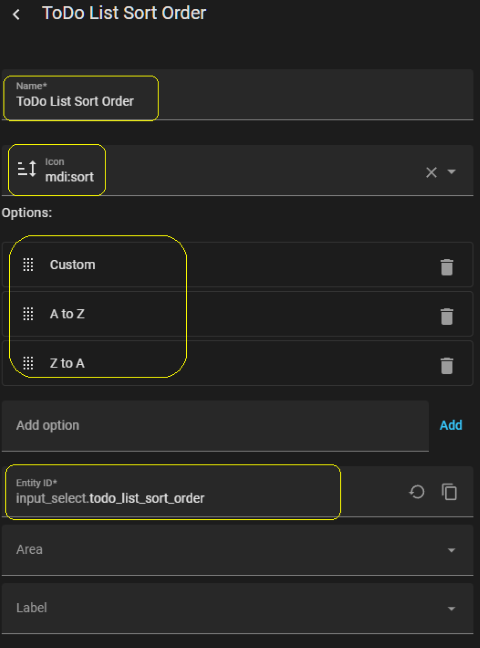 ToDo List Sort Order
Name*
ToDo List Sort Order
Icon
mdi:sort
Options:
Custom
A to Z
Z to A
Add option
Add
Entity ID*
input_select.todo_list_sort_order
Area
Label